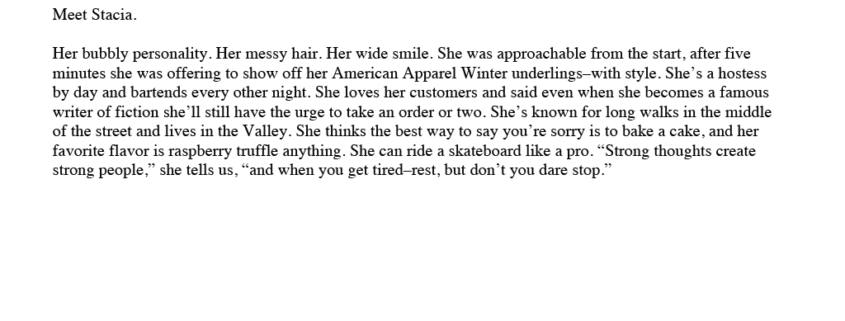 Meet Stacia.
Her bubbly personality. Her messy hair. Her wide smile. She was approachable from the start, after five
minutes she was offering to show off her American Apparel Winter underlings–with style. She’s a hostess
by day and bartends every other night. She loves her customers and said even when she becomes a famous
writer of fiction she’ll still have the urge to take an order or two. She’s known for long walks in the middle
of the street and lives in the Valley. She thinks the best way to say you’re sorry is to bake a cake, and her
favorite flavor is raspberry truffle anything. She can ride a skateboard like a pro. “Strong thoughts create
strong people,” she tells us, “and when you get tired–rest, but don’t you dare stop.”